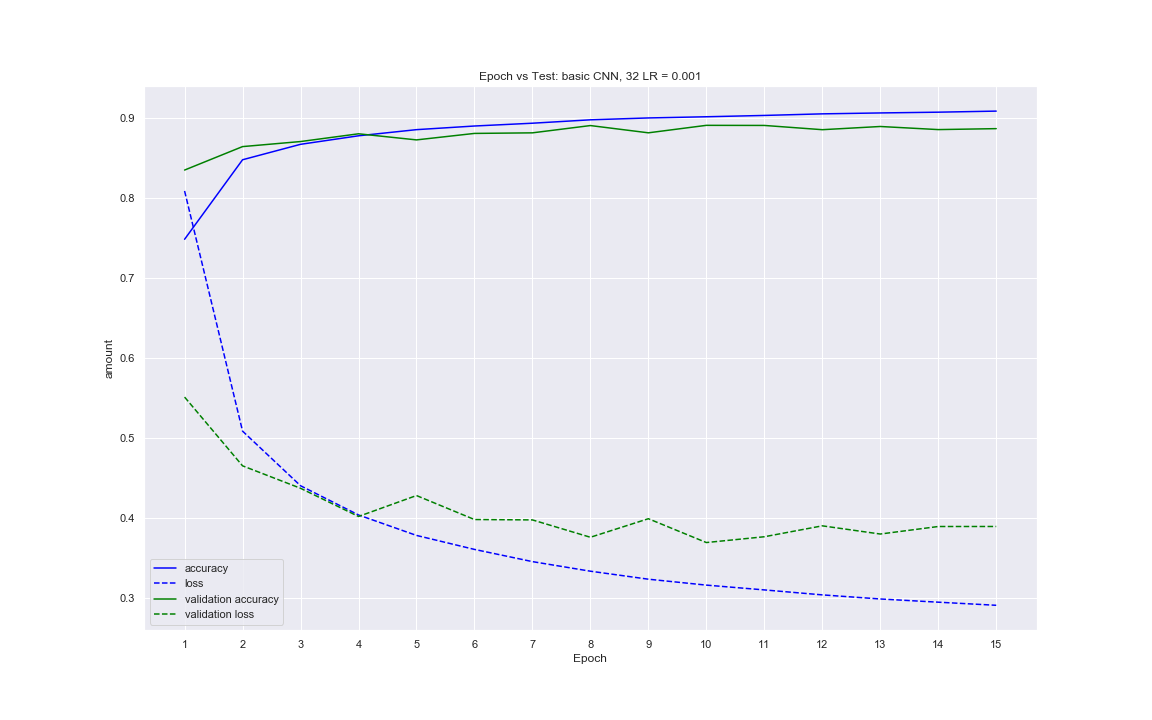 Epoch vs Test: basic CNN, 32 LR = 0.001
0.9
0.8
0.7
0.6
0.5
0.4
0.3
amount
accuracy
loss
validation accuracy
validation loss
1 2 3 4 5 6 7 8 9 10 11 12 13 14 15
Epoch